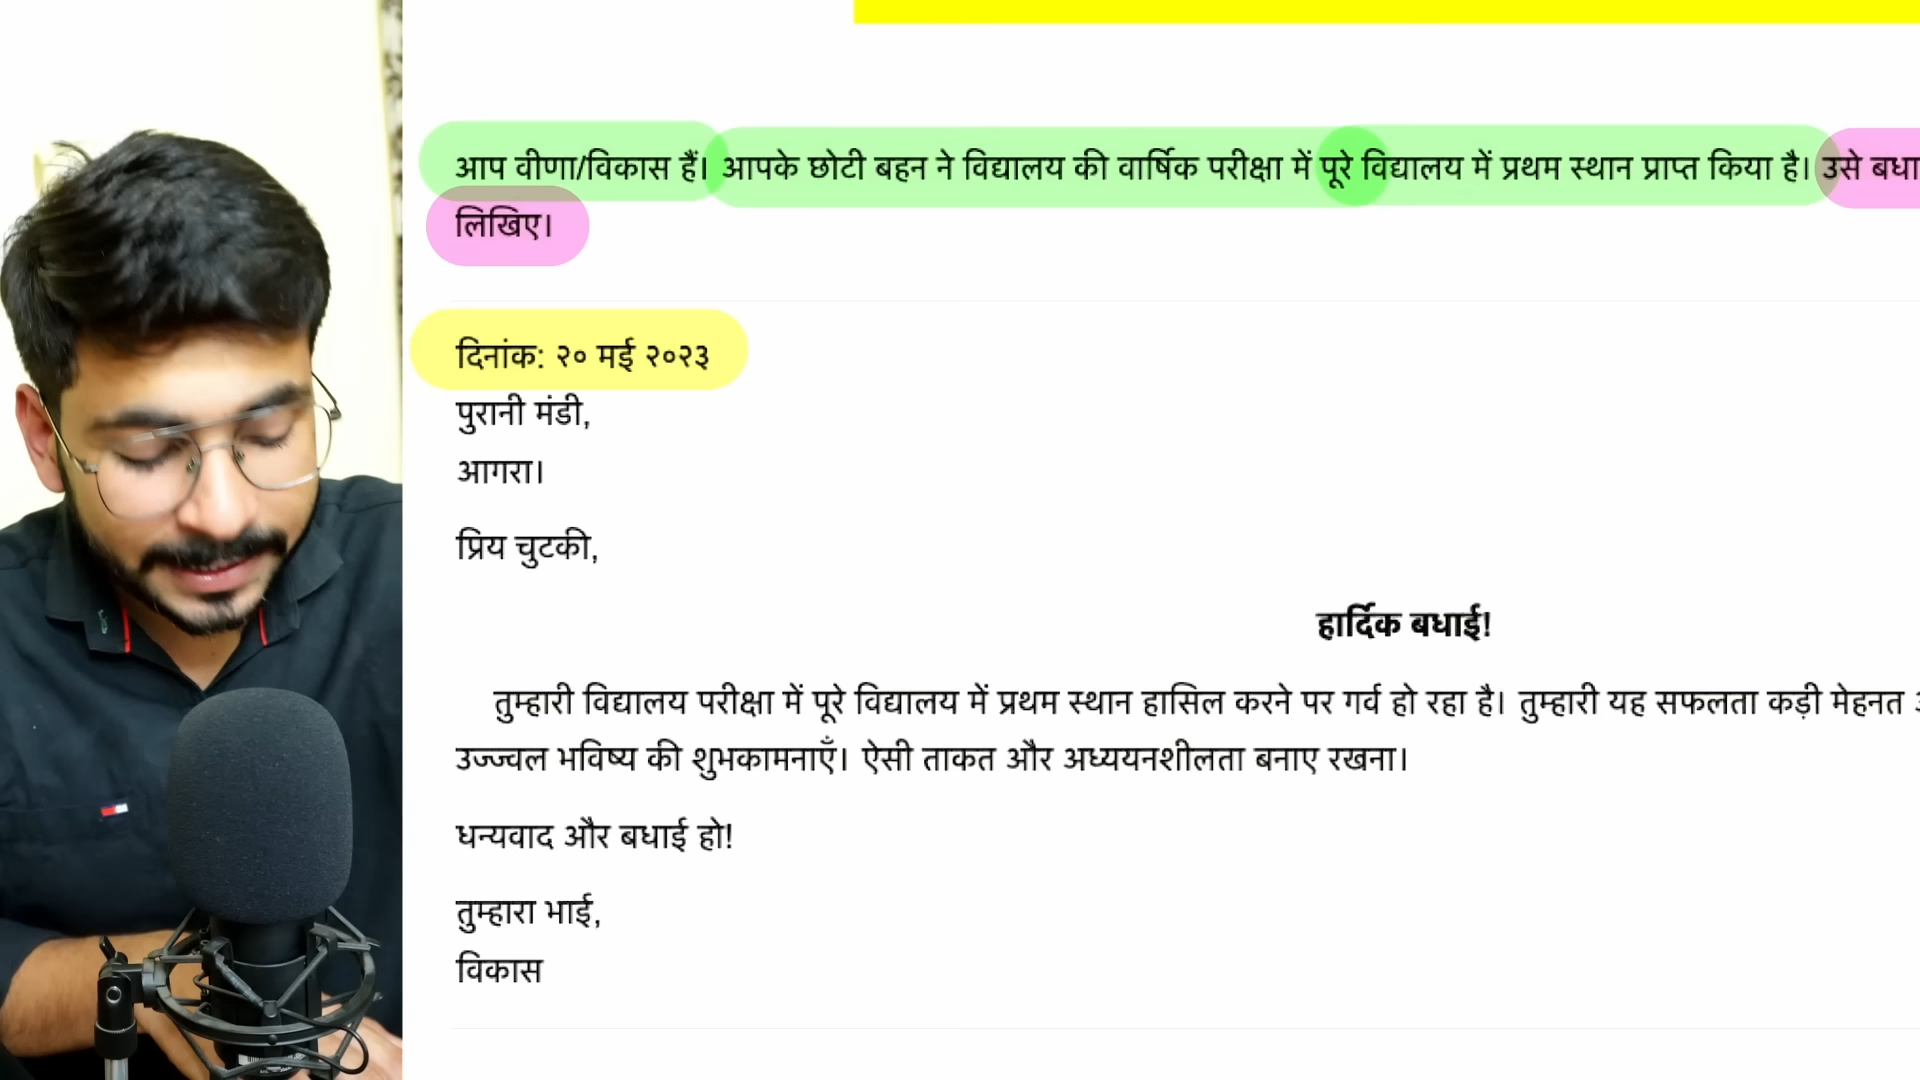 आप वीणा/विकास हैं। आपके छोटी बहन ने विद्यालय की वार्षिक परीक्षा में पूरे विद्यालय में प्रथम स्थान प्राप्त किया है। उसे
लिखिए।
दिनांक: २० मई २०२३
पुरानी मंडी,
आगरा।
प्रिय चुटकी,
हार्दिक बधाई!
तुम्हारी विद्यालय परीक्षा में पूरे विद्यालय में प्रथम स्थान हासिल करने पर गर्व हो रहा है। तुम्हारी यह सफलता कड़ी मेहनत
उज्ज्वल भविष्य की शुभकामनाएँ। ऐसी ताकत और अध्ययनशीलता बनाए रखना।
धन्यवाद और बधाई हो!
तुम्हारा भाई,
विकास